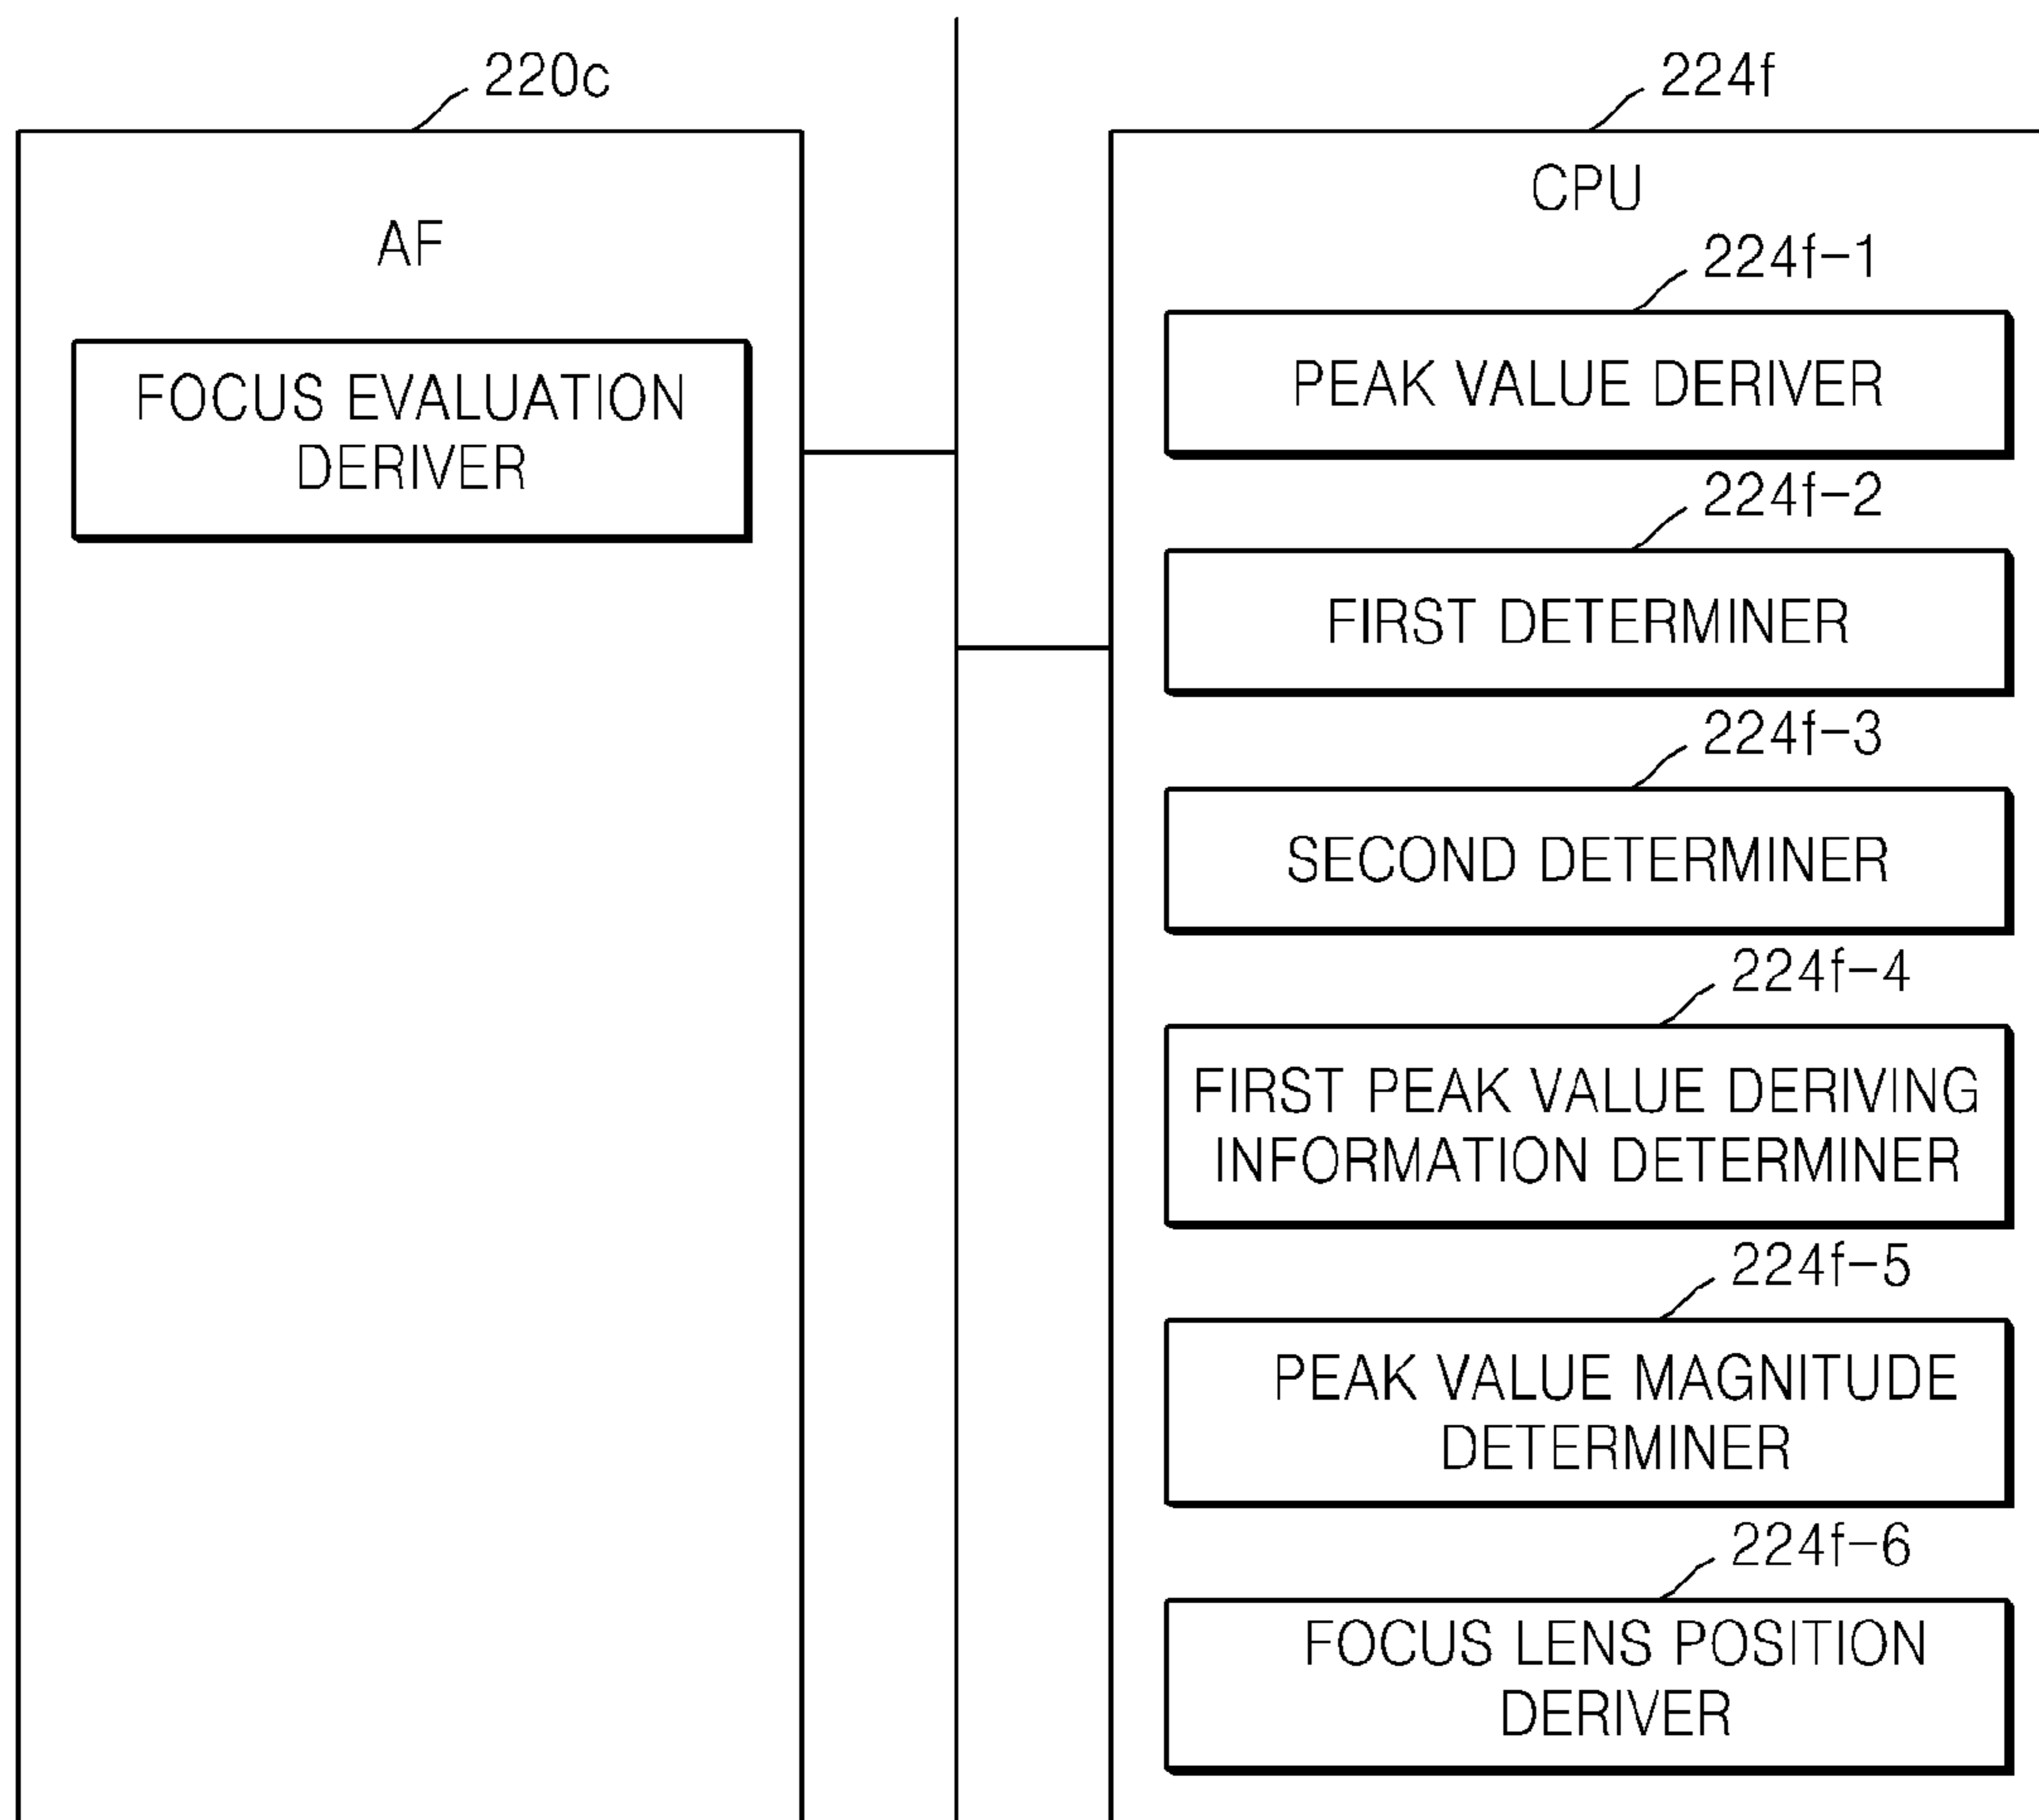 220c
AF
FOCUS EVALUATION
DERIVER
224f
CPU
224f-1
PEAK VALUE DERIVER
224f-2
FIRST DETERMINER
224f-3
SECOND DETERMINER
224f-4
FIRST PEAK VALUE DERIVING
INFORMATION DETERMINER
224f-5
PEAK VALUE MAGNITUDE
DETERMINER
224f-6
FOCUS LENS POSITION
DERIVER